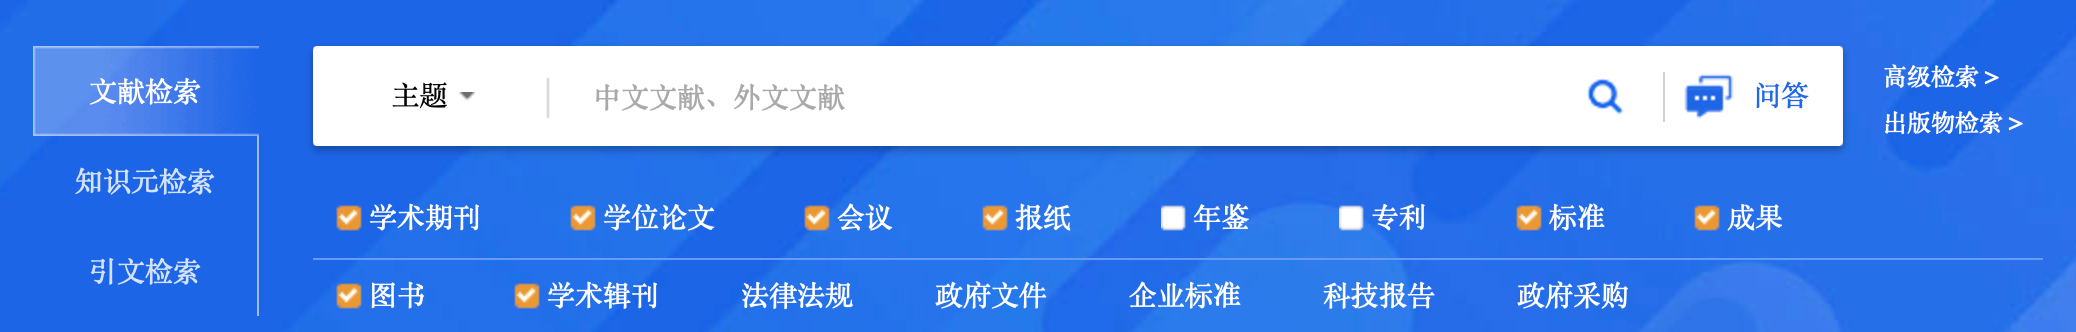 文献检索
主题
中文文献、外文文献
问答
高级检索 >
出版物检索 >
知识元检索
学术期刊 学位论文 会议 报纸 年鉴 专利 标准 成果
引文检索
图书 学术辑刊 法律法规 政府文件 企业标准 科技报告 政府采购